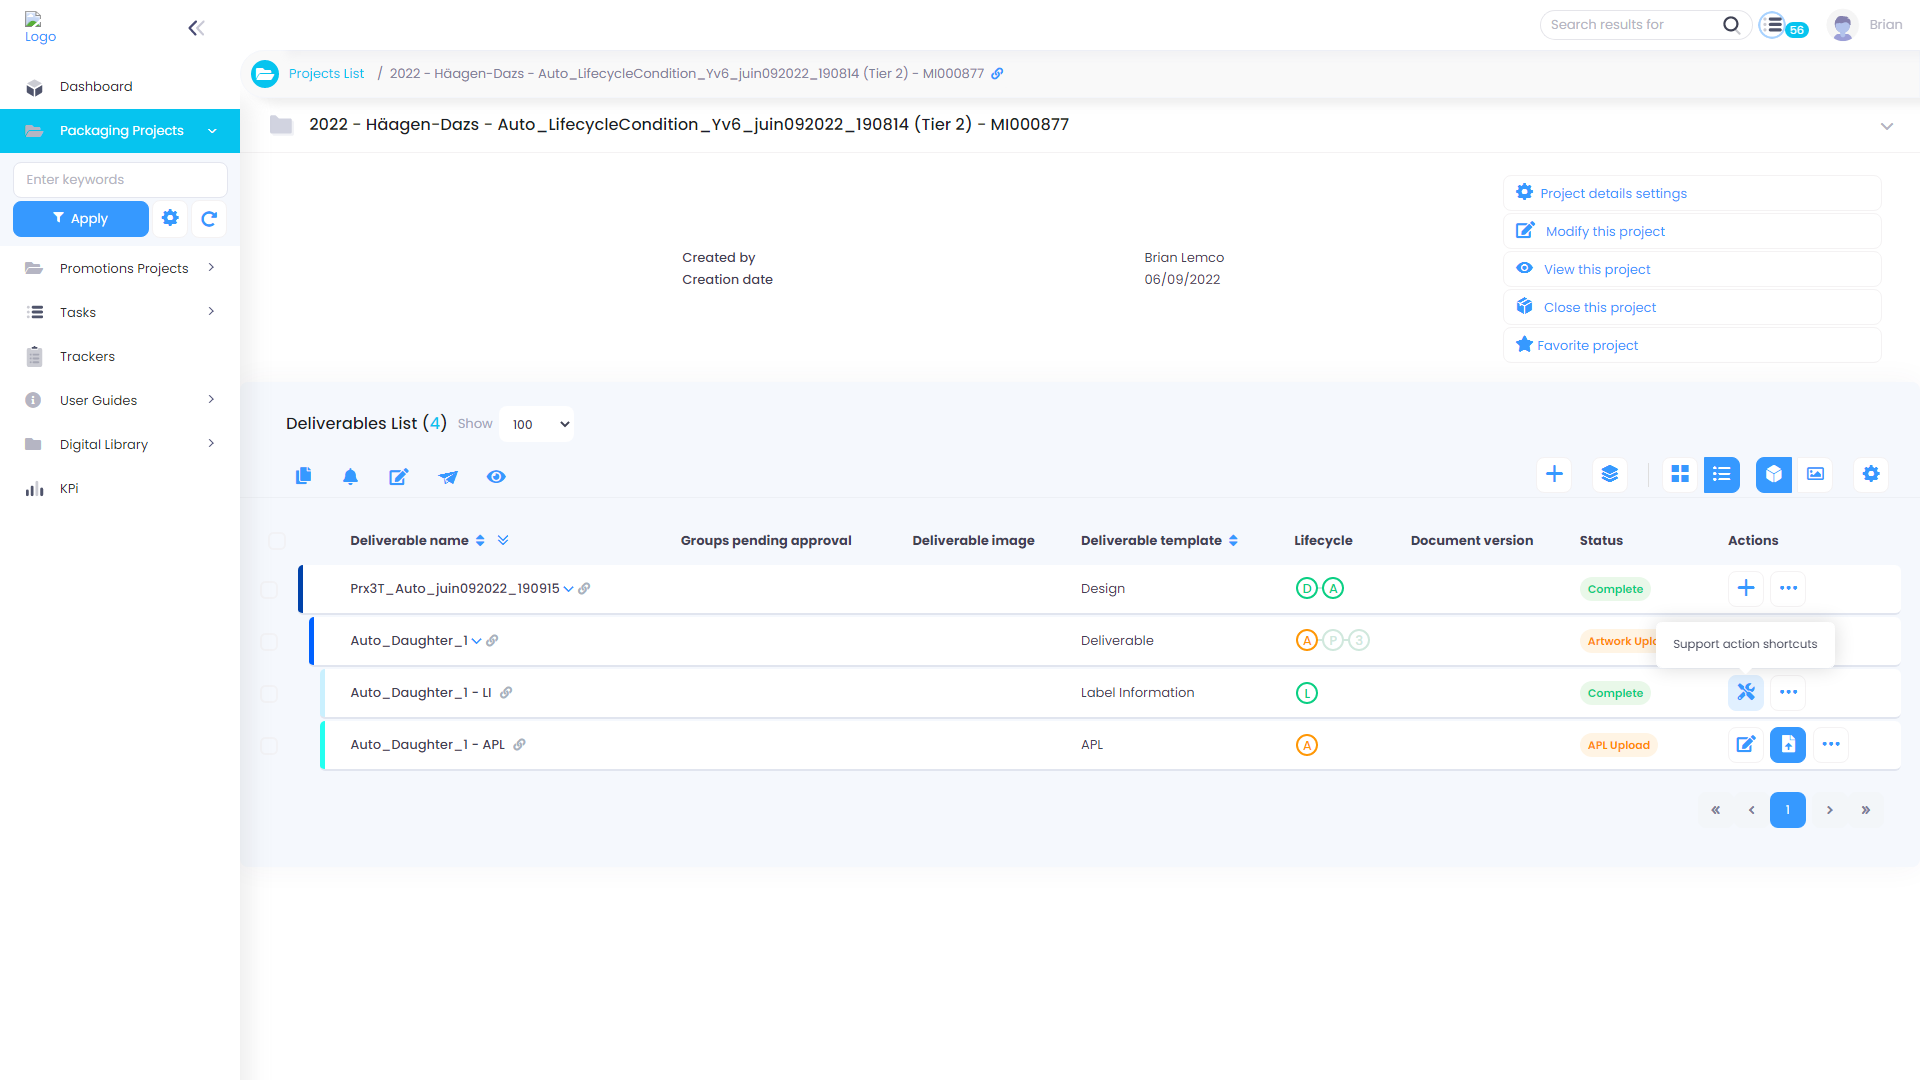 Logo
Search results for
56
Brian
Dashboard
Packaging Projects
Enter keywords
Apply
Promotions Projects
Tasks
Trackers
User Guides
Digital Library
KPi
Projects List / 2022 - Häagen-Dazs - Auto_LifecycleCondition_Yv6_juin092022_190814 (Tier 2) - MI000877
2022 - Häagen-Dazs - Auto_LifecycleCondition_Yv6_juin092022_190814 (Tier 2) - MI000877
Created by Brian Lemco
Creation date 06/09/2022
Project details settings
Modify this project
View this project
Close this project
Favorite project
Deliverables List (4) Show 100
Deliverable name Groups pending approval Deliverable image Deliverable template Lifecycle Document version Status Actions
Prx3T_Auto_juin092022_190915 Design D A Complete
Auto_Daughter_1 Deliverable A P 3 Artwork Uplo
Support action shortcuts
Auto_Daughter_1 - LI Label Information L Complete
Auto_Daughter_1 - APL APL A APL Upload
« ‹ 1 › »